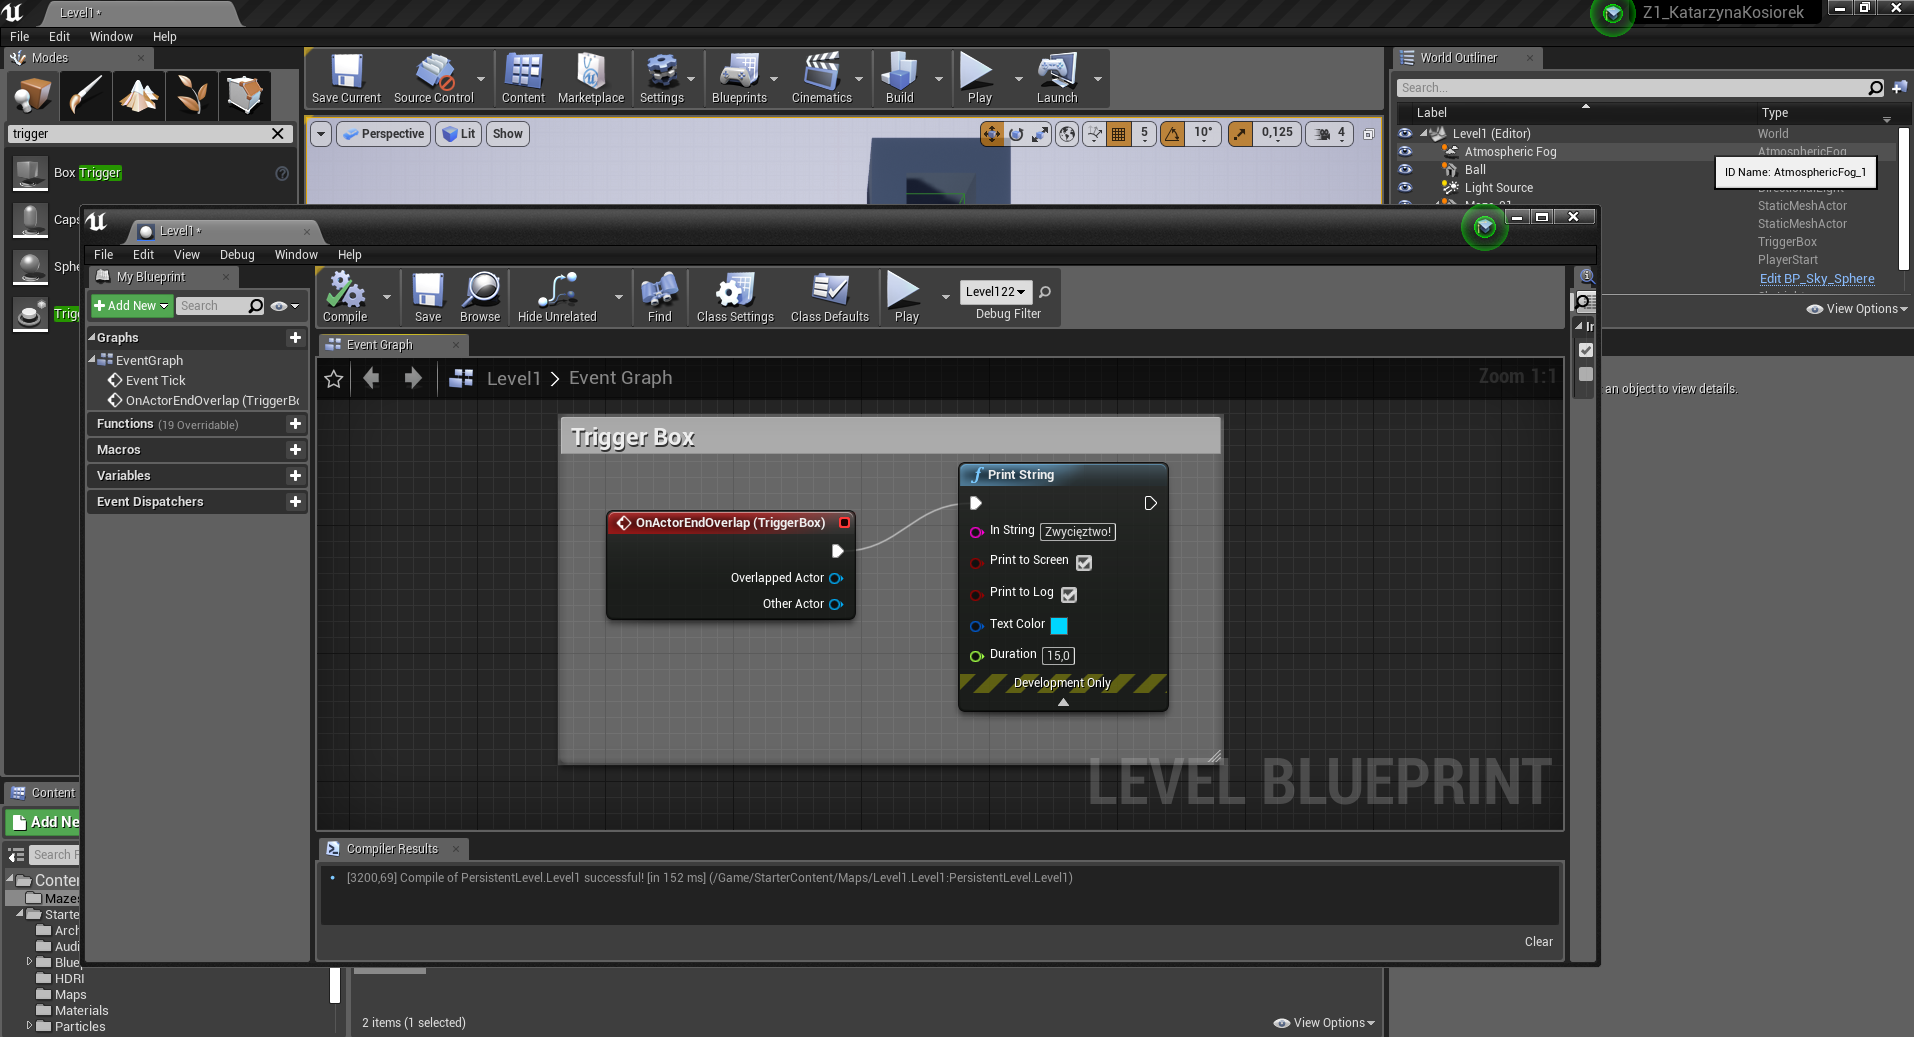 Level1*
Z1_KatarzynaKosiorek
File Edit Window Help
Modes
trigger
Box Trigger
Save Current
Source Control
Content
Marketplace
Settings
Blueprints
Cinematics
Build
Play
Launch
Perspective
Lit
Show
5
10°
0,125
4
World Outliner
Search...
Label Type
Level1 (Editor) World
Atmospheric Fog AtmosphericFog
Ball
Light Source DirectionalLight
ID Name: AtmosphericFog_1
StaticMeshActor
StaticMeshActor
TriggerBox
PlayerStart
Edit BP_Sky_Sphere
View Options
an object to view details.
Level1*
File Edit View Debug Window Help
My Blueprint
Add New
Search
Graphs
EventGraph
Event Tick
OnActorEndOverlap (TriggerBo
Functions (19 Overridable)
Macros
Variables
Event Dispatchers
Compile
Save
Browse
Hide Unrelated
Find
Class Settings
Class Defaults
Play
Level122
Debug Filter
Event Graph
Level1 > Event Graph
Zoom 1:1
Trigger Box
OnActorEndOverlap (TriggerBox)
Overlapped Actor
Other Actor
Print String
In String Zwycięztwo!
Print to Screen
Print to Log
Text Color
Duration 15,0
Development Only
LEVEL BLUEPRINT
Compiler Results
[3200,69] Compile of PersistentLevel.Level1 successful! [in 152 ms] (/Game/StarterContent/Maps/Level1.Level1:PersistentLevel.Level1)
Clear
Caps
Sphe
Trigg
Content
Add Ne
Search F
Conte
Mazes
Starte
Arch
Audi
Bluep
HDRI
Maps
Materials
Particles
2 items (1 selected)
View Options